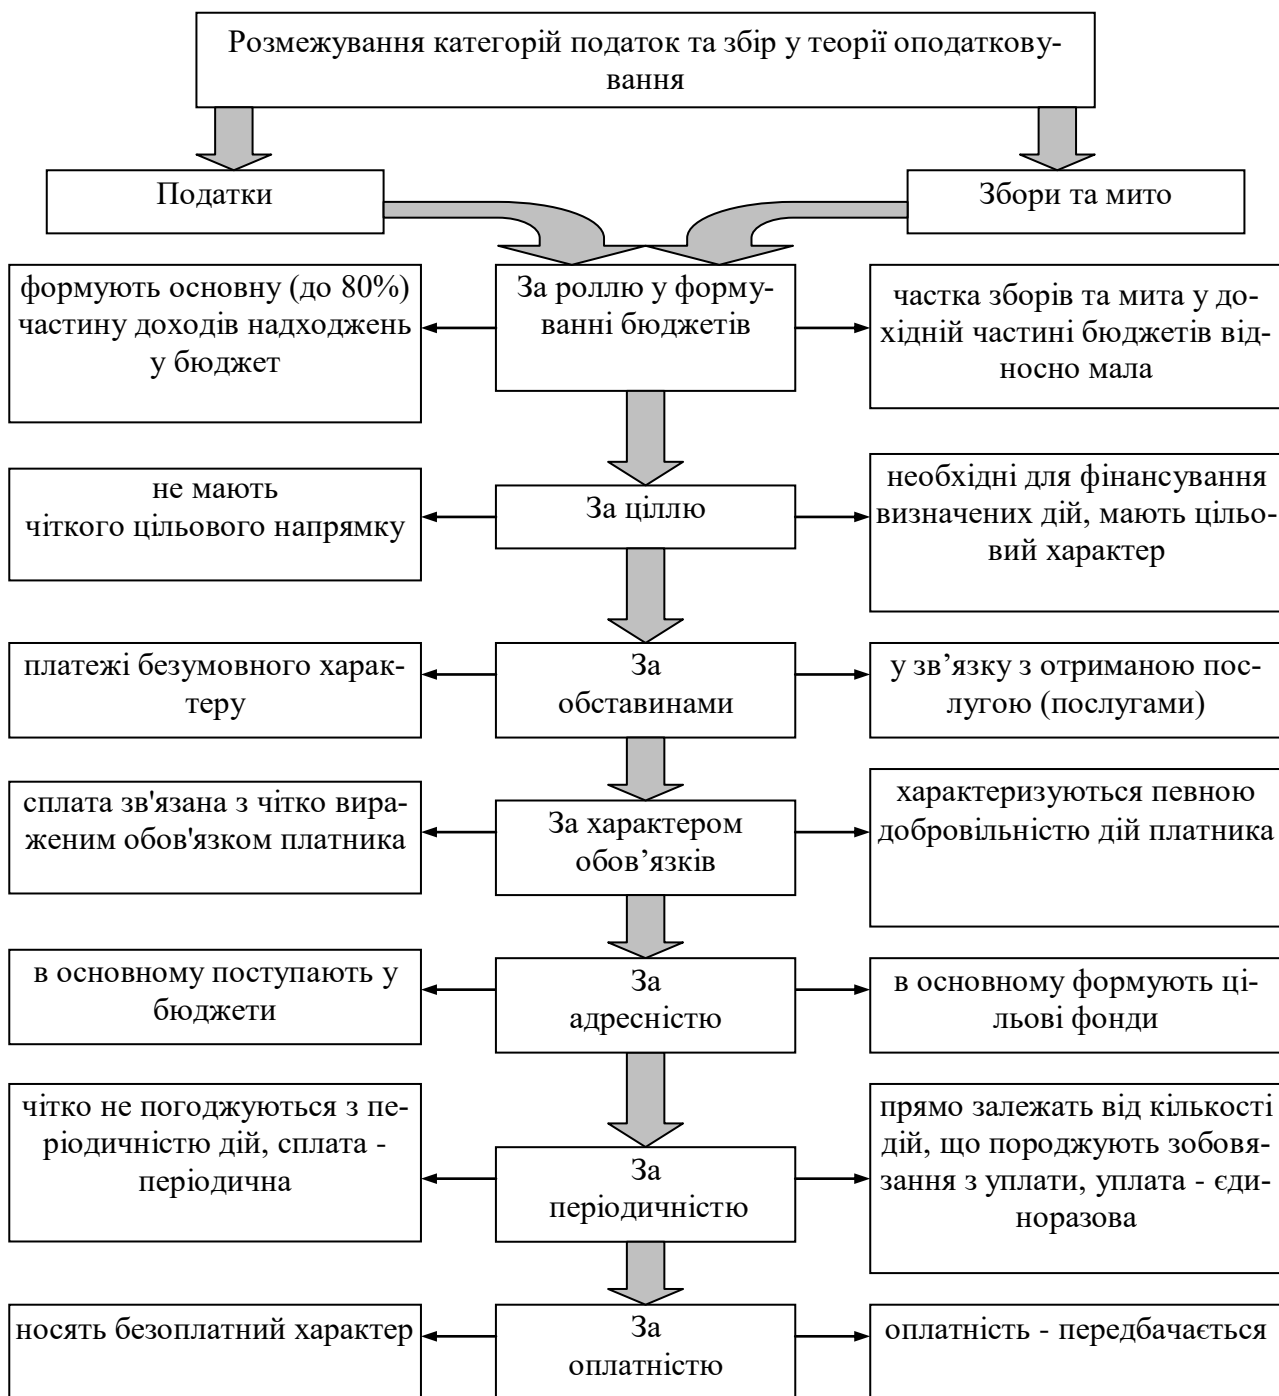 Розмежування категорій податок та збір у теорії оподаткову-
вання
Податки
Збори та мито
формують основну (до 80%)
частину доходів надходжень
у бюджет
За роллю у форму-
ванні бюджетів
частка зборів та мита у до-
хідній частині бюджетів від-
носно мала
не мають
чіткого цільового напрямку
За ціллю
необхідні для фінансування
визначених дій, мають цільо-
овий характер
платежі безумовного харак-
теру
За
обставинами
у зв’язку з отриманою пос-
лугою (послугами)
сплата зв'язана з чітко вира-
женим обов'язком платника
За характером
обов’язків
характеризуються певною
добровільністю дій платника
в основному поступають у
бюджети
За
адресністю
в основному формують ці-
льові фонди
чітко не погоджуються з пе-
ріодичністю дій, сплата -
періодична
За
періодичністю
прямо залежать від кількості
дій, що породжують зобовя-
зання з уплати, уплата - єди-
норазова
носять безоплатний характер
За
оплатністю
оплатність - передбачається